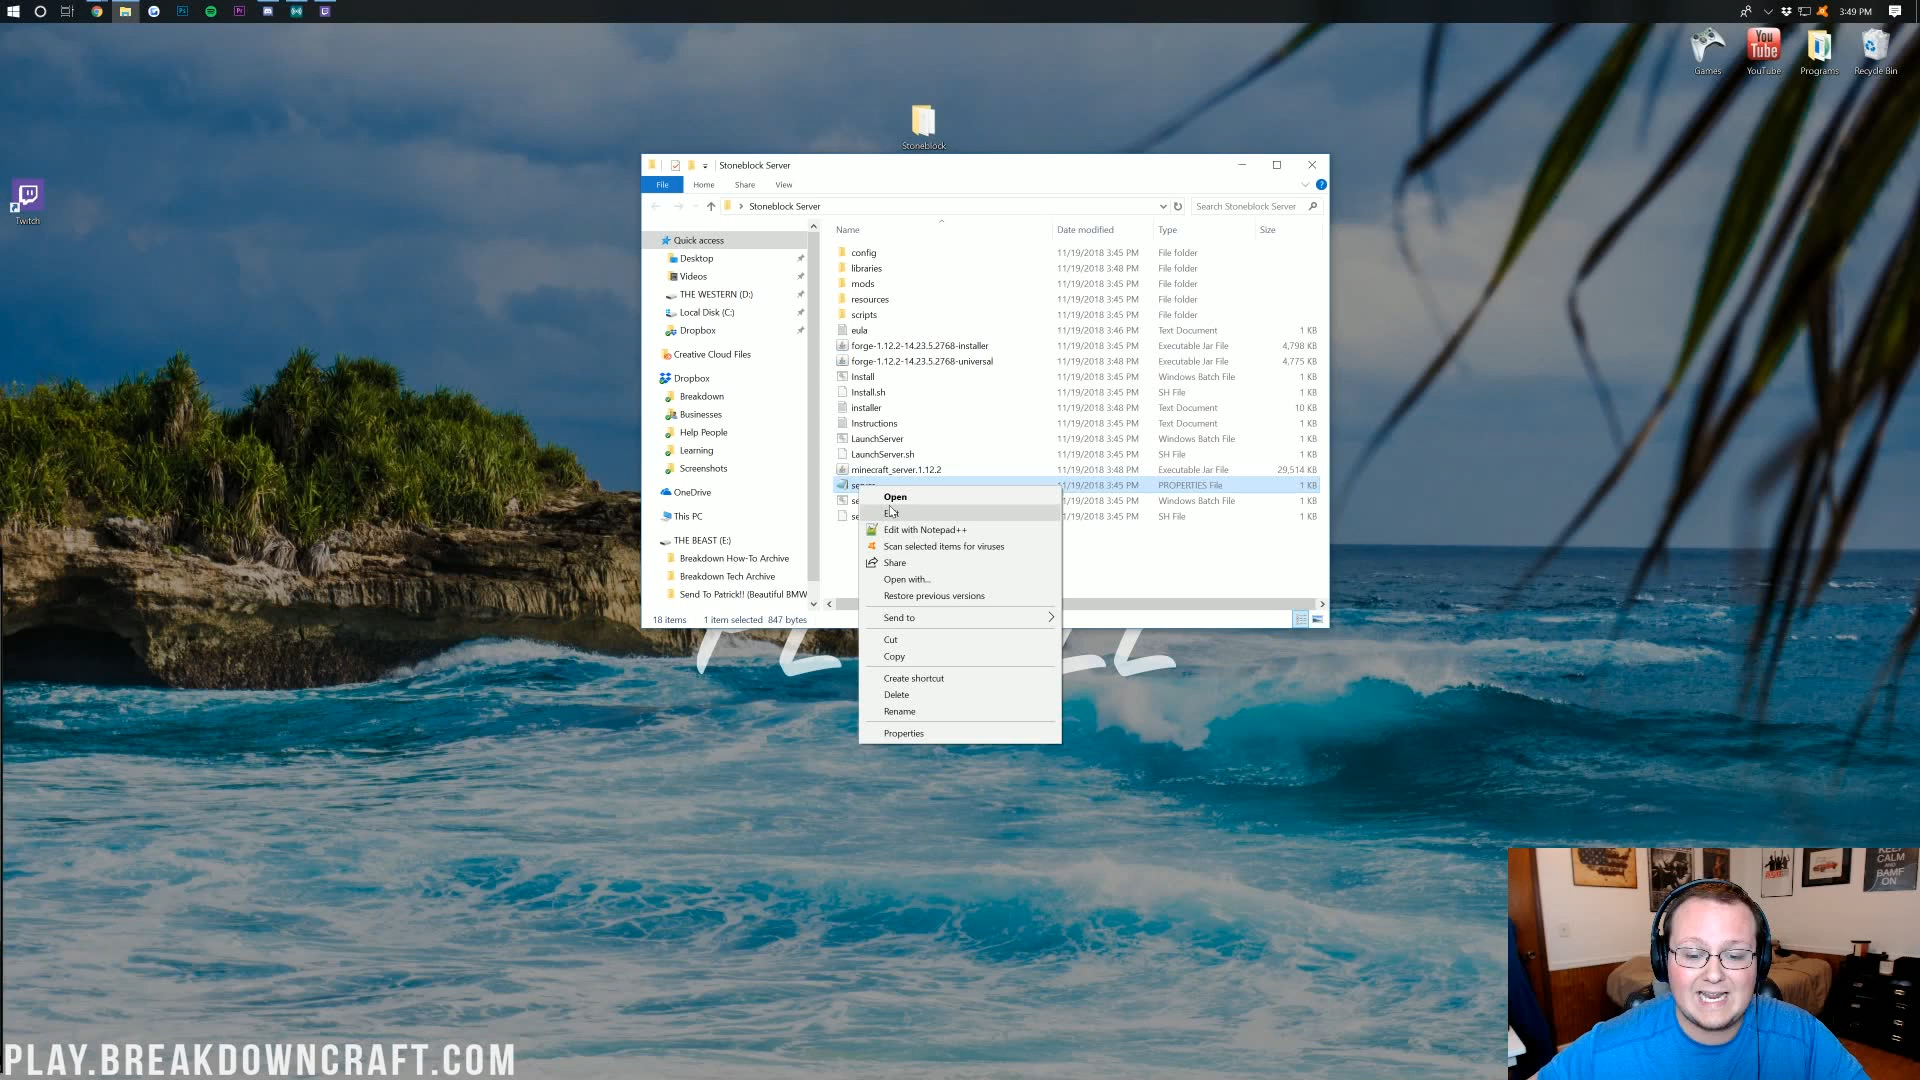 3:49 PM
Games
YouTube
Programs
Recycle Bin
Stoneblock
Twitch
Stoneblock Server
File Home Share View
Stoneblock Server
Search Stoneblock Server
Quick access
Desktop
Videos
THE WESTERN (D:)
Local Disk (C:)
Dropbox
Creative Cloud Files
Dropbox
Breakdown
Businesses
Help People
Learning
Screenshots
OneDrive
This PC
THE BEAST (E:)
Breakdown How-To Archive
Breakdown Tech Archive
Send To Patrick!! (Beautiful BMW
Name Date modified Type Size
config 11/19/2018 3:45 PM File folder
libraries 11/19/2018 3:48 PM File folder
mods 11/19/2018 3:45 PM File folder
resources 11/19/2018 3:45 PM File folder
scripts 11/19/2018 3:45 PM File folder
eula 11/19/2018 3:46 PM Text Document 1 KB
forge-1.12.2-14.23.5.2768-installer 11/19/2018 3:45 PM Executable Jar File 4,798 KB
forge-1.12.2-14.23.5.2768-universal 11/19/2018 3:48 PM Executable Jar File 4,775 KB
Install 11/19/2018 3:45 PM Windows Batch File 1 KB
Install.sh 11/19/2018 3:45 PM SH File 1 KB
installer 11/19/2018 3:48 PM Text Document 10 KB
Instructions 11/19/2018 3:45 PM Text Document 1 KB
LaunchServer 11/19/2018 3:45 PM Windows Batch File 1 KB
LaunchServer.sh 11/19/2018 3:45 PM SH File 1 KB
minecraft_server.1.12.2 11/19/2018 3:48 PM Executable Jar File 29,514 KB
11/19/2018 3:45 PM PROPERTIES File 1 KB
1/19/2018 3:45 PM Windows Batch File 1 KB
1/19/2018 3:45 PM SH File 1 KB
Open
Edit with Notepad++
Scan selected items for viruses
Share
Open with...
Restore previous versions
Send to
Cut
Copy
Create shortcut
Delete
Rename
Properties
18 items 1 item selected 847 bytes
KEEP
CALM
AND
BAMF
ON
PLAY.BREAKDOWNCRAFT.COM